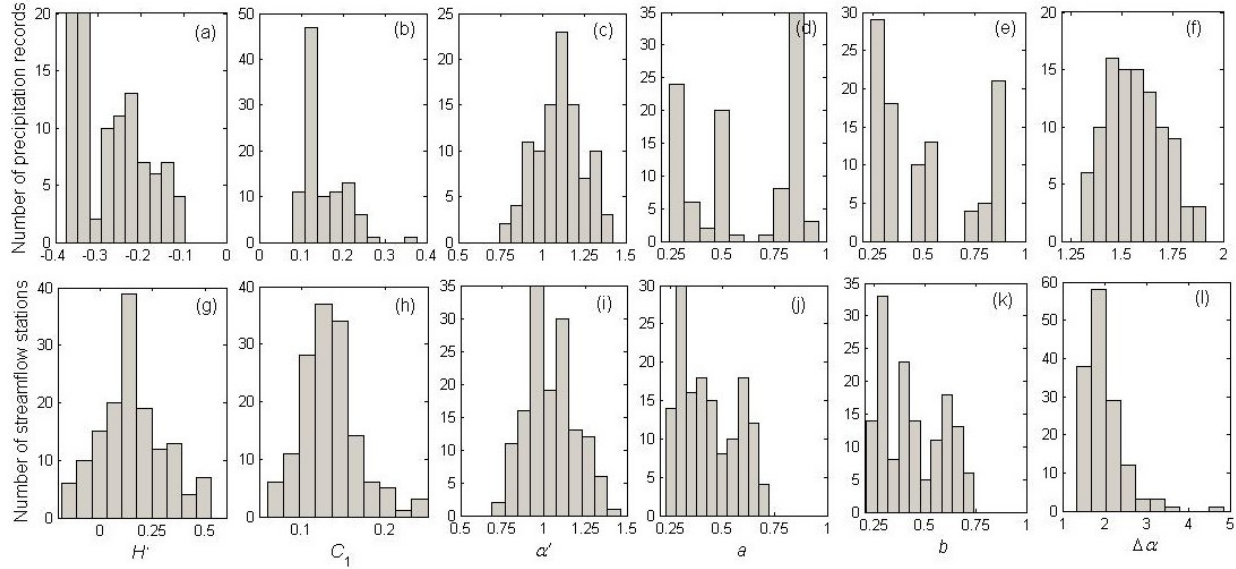 Number of precipitation records
20
15
10
5
0
-0.4 -0.3 -0.2 -0.1 0
(a)
50
40
30
20
10
0
0 0.1 0.2 0.3 0.4
(b)
25
20
15
10
5
0
0.5 0.75 1 1.25 1.5
(c)
35
30
25
20
15
10
5
0
0.25 0.5 0.75 1
(d)
30
25
20
15
10
5
0
0.25 0.5 0.75 1
(e)
20
15
10
5
0
1.25 1.5 1.75 2
(f)
Number of streamflow stations
40
30
20
10
0
0 0.25 0.5
(g)
H'
40
30
20
10
0
0.1 0.2
(h)
C1
35
30
25
20
15
10
5
0
0.5 0.75 1 1.25 1.5
(i)
α'
30
25
20
15
10
5
0
0.25 0.5 0.75 1
(j)
a
35
30
25
20
15
10
5
0
0.25 0.5 0.75 1
(k)
b
60
50
40
30
20
10
0
1 2 3 4 5
(l)
Δα